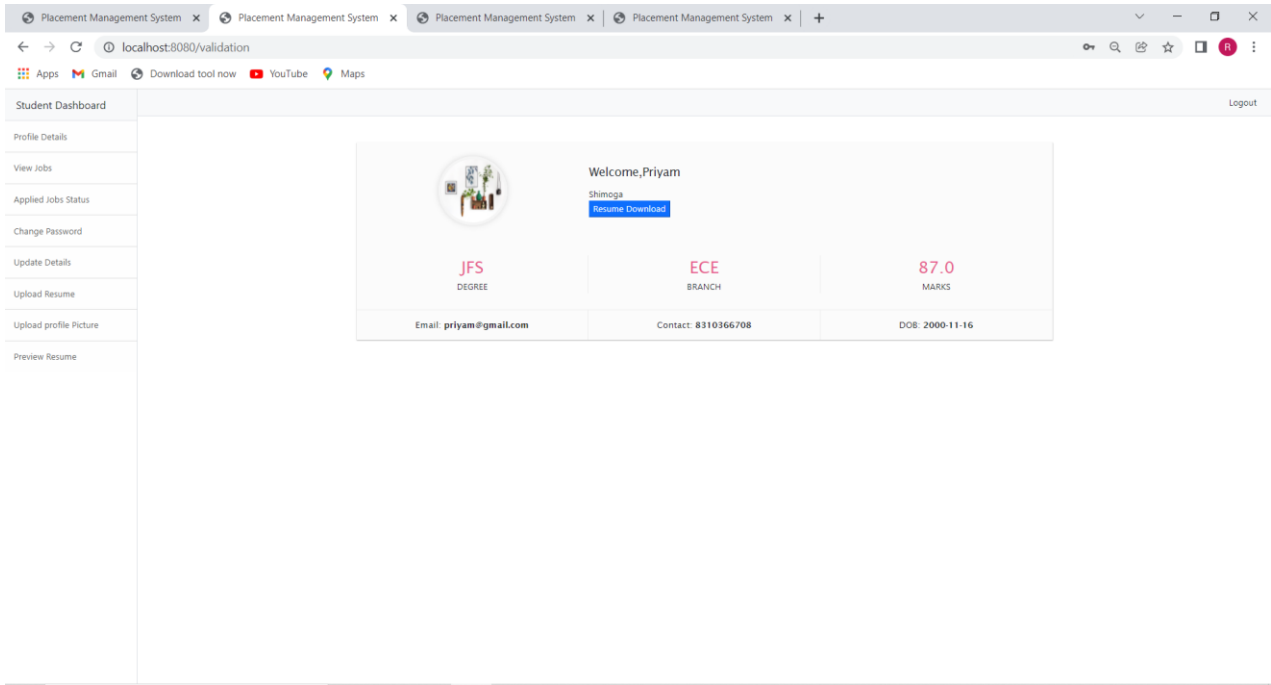 Placement Management System Placement Management System Placement Management System Placement Management System
localhost:8080/validation R
Apps Gmail Download tool now YouTube Maps
Student Dashboard
Logout
Profile Details
View Jobs
Applied Jobs Status
Change Password
Update Details
Upload Resume
Upload profile Picture
Preview Resume
Welcome,Priyam
Shimoga
Resume Download
JFS ECE 87.0
DEGREE BRANCH MARKS
Email: priyam@gmail.com Contact: 8310366708 DOB: 2000-11-16